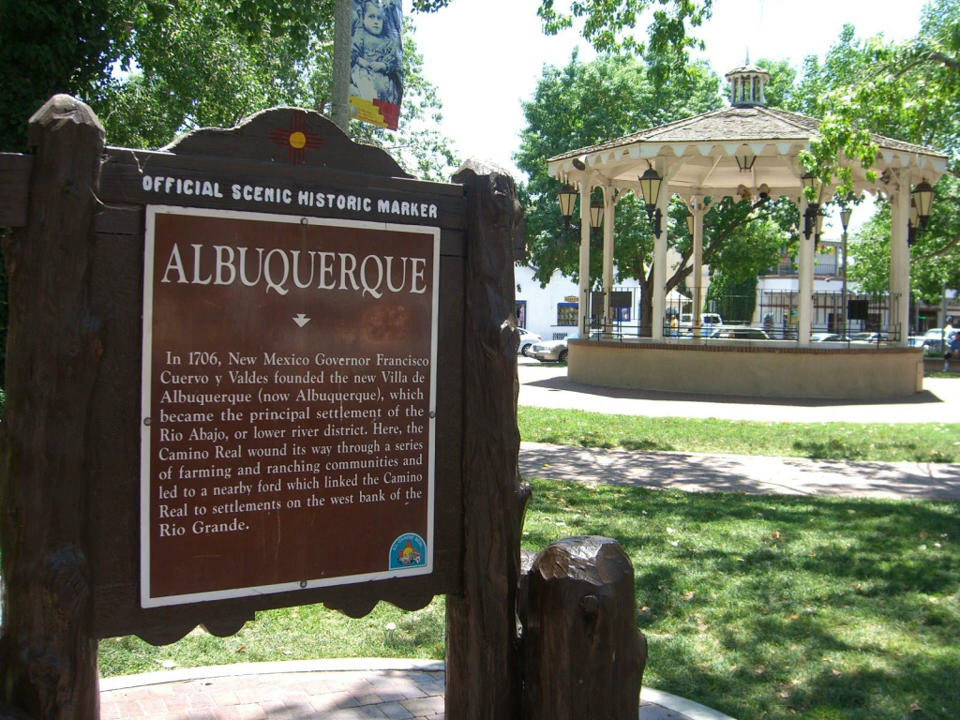 OFFICIAL SCENIC HISTORIC MARKER
ALBUQUERQUE
In 1706, New Mexico Governor Francisco
Cuervo y Valdes founded the new Villa de
Albuquerque (now Albuquerque), which
became the principal settlement of the
Rio Abajo, or lower river district. Here, the
Camino Real wound its way through a series
of farming and ranching communities and
led to a nearby ford which linked the Camino
Real to settlements on the west bank of the
Rio Grande.